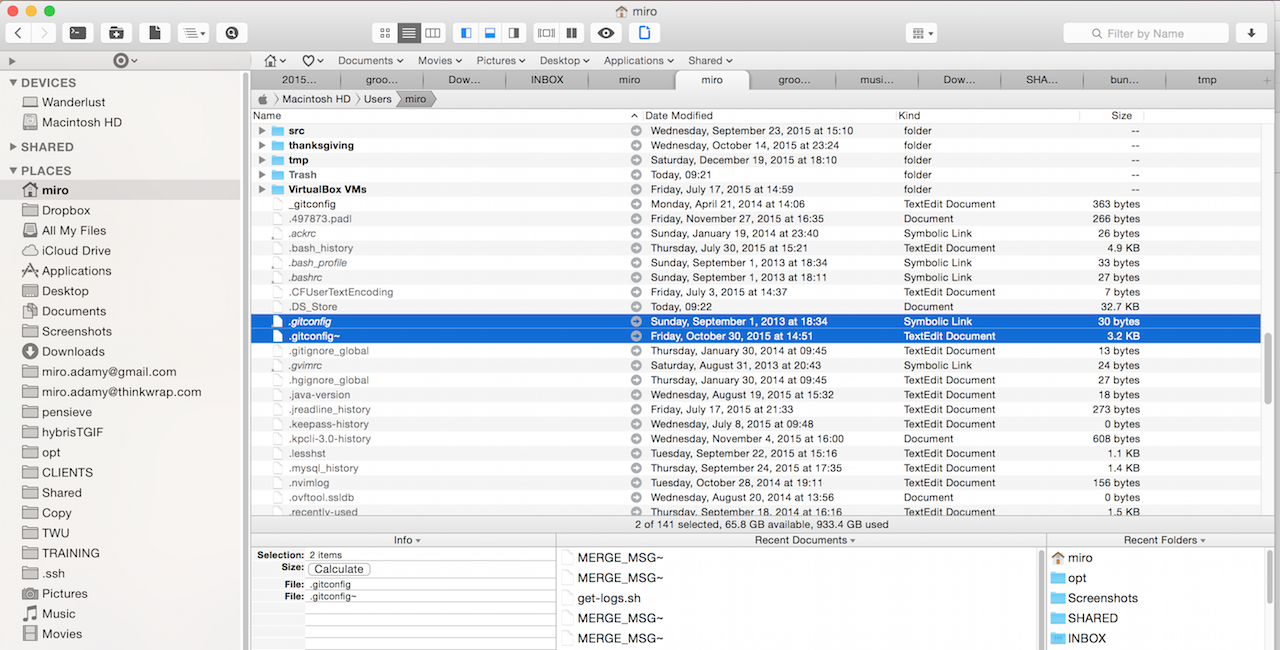 miro
Filter by Name
Documents Movies Pictures Desktop Applications Shared
2015... groo... Dow... INBOX miro miro groo... musi... Dow... SHA... bun... tmp
Macintosh HD Users miro
DEVICES
Wanderlust
Macintosh HD
SHARED
PLACES
miro
Dropbox
All My Files
iCloud Drive
Applications
Desktop
Documents
Screenshots
Downloads
miro.adamy@gmail.com
miro.adamy@thinkwrap.com
pensieve
hybrisTGIF
opt
CLIENTS
Shared
Copy
TWU
TRAINING
.ssh
Pictures
Music
Movies
Name Date Modified Kind Size
src Wednesday, September 23, 2015 at 15:10 folder --
thanksgiving Wednesday, October 14, 2015 at 23:24 folder --
tmp Saturday, December 19, 2015 at 18:10 folder --
Trash Today, 09:21 folder --
VirtualBox VMs Friday, July 17, 2015 at 14:59 folder --
_gitconfig Monday, April 21, 2014 at 14:06 TextEdit Document 363 bytes
.497873.padl Friday, November 27, 2015 at 16:35 Document 266 bytes
.ackrc Sunday, January 19, 2014 at 23:40 Symbolic Link 26 bytes
.bash_history Thursday, July 30, 2015 at 15:21 TextEdit Document 4.9 KB
.bash_profile Sunday, September 1, 2013 at 18:34 Symbolic Link 33 bytes
.bashrc Sunday, September 1, 2013 at 18:11 Symbolic Link 27 bytes
.CFUserTextEncoding Friday, July 3, 2015 at 14:37 TextEdit Document 7 bytes
.DS_Store Today, 09:22 Document 32.7 KB
.gitconfig Sunday, September 1, 2013 at 18:34 Symbolic Link 30 bytes
.gitconfig~ Friday, October 30, 2015 at 14:51 TextEdit Document 3.2 KB
.gitignore_global Thursday, January 30, 2014 at 09:45 TextEdit Document 13 bytes
.gvimrc Saturday, August 31, 2013 at 20:43 Symbolic Link 24 bytes
.hgignore_global Thursday, January 30, 2014 at 09:45 TextEdit Document 27 bytes
.java-version Wednesday, August 19, 2015 at 15:32 TextEdit Document 18 bytes
.jreadline_history Friday, July 17, 2015 at 21:33 TextEdit Document 273 bytes
.keepass-history Wednesday, July 8, 2015 at 09:48 TextEdit Document 0 bytes
.kpcli-3.0-history Wednesday, November 4, 2015 at 16:00 Document 608 bytes
.lesshst Tuesday, September 22, 2015 at 15:16 TextEdit Document 1.1 KB
.mysql_history Thursday, September 24, 2015 at 17:35 TextEdit Document 1.4 KB
.nvimlog Tuesday, October 28, 2014 at 19:11 TextEdit Document 156 bytes
.ovftool.ssldb Wednesday, August 20, 2014 at 13:56 Document 0 bytes
.recently-used Thursday, September 18, 2014 at 16:16 TextEdit Document 1.5 KB
2 of 141 selected, 65.8 GB available, 933.4 GB used
Info
Selection: 2 items
Size: Calculate
File: .gitconfig
File: .gitconfig~
Recent Documents
MERGE_MSG~
MERGE_MSG~
get-logs.sh
MERGE_MSG~
MERGE_MSG~
Recent Folders
miro
opt
Screenshots
SHARED
INBOX